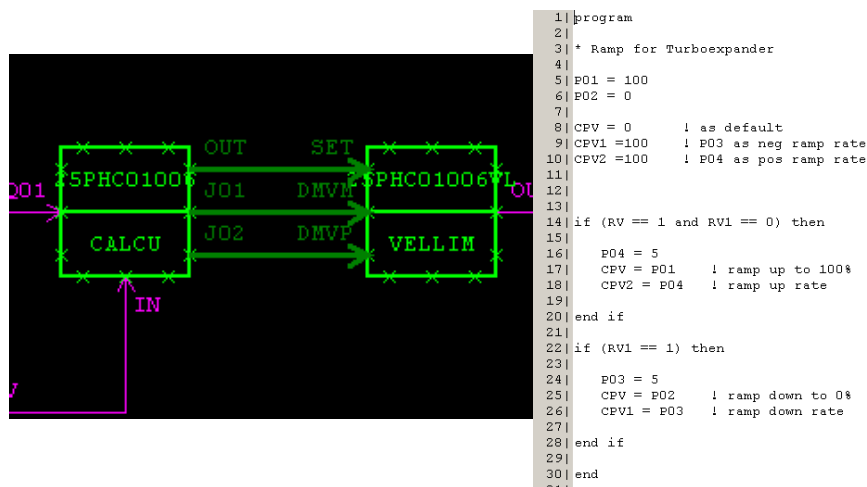 OUT SET
25PHC01006 25PHC01006VL OU
Q01 J01 DMVM
J02 DMVP
CALCU VELLIM
IN
1| program
2|
3| * Ramp for Turboexpander
4|
5| P01 = 100
6| P02 = 0
7|
8| CPV = 0 ! as default
9| CPV1 =100 ! P03 as neg ramp rate
10| CPV2 =100 ! P04 as pos ramp rate
11|
12|
13|
14| if (RV == 1 and RV1 == 0) then
15|
16| P04 = 5
17| CPV = P01 ! ramp up to 100%
18| CPV2 = P04 ! ramp up rate
19|
20| end if
21|
22| if (RV1 == 1) then
23|
24| P03 = 5
25| CPV = P02 ! ramp down to 0%
26| CPV1 = P03 ! ramp down rate
27|
28| end if
29|
30| end